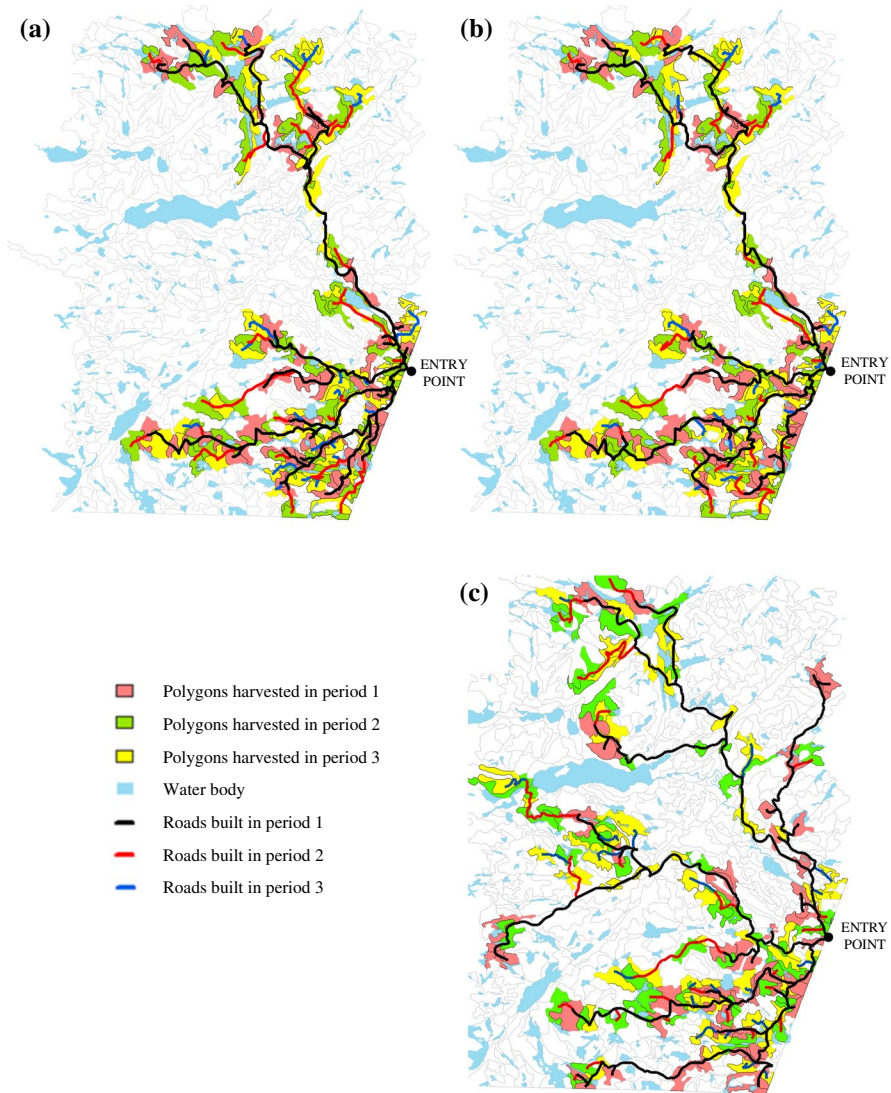 (a)
(b)
ENTRY
POINT
ENTRY
POINT
(c)
Polygons harvested in period 1
Polygons harvested in period 2
Polygons harvested in period 3
Water body
Roads built in period 1
Roads built in period 2
Roads built in period 3
ENTRY
POINT